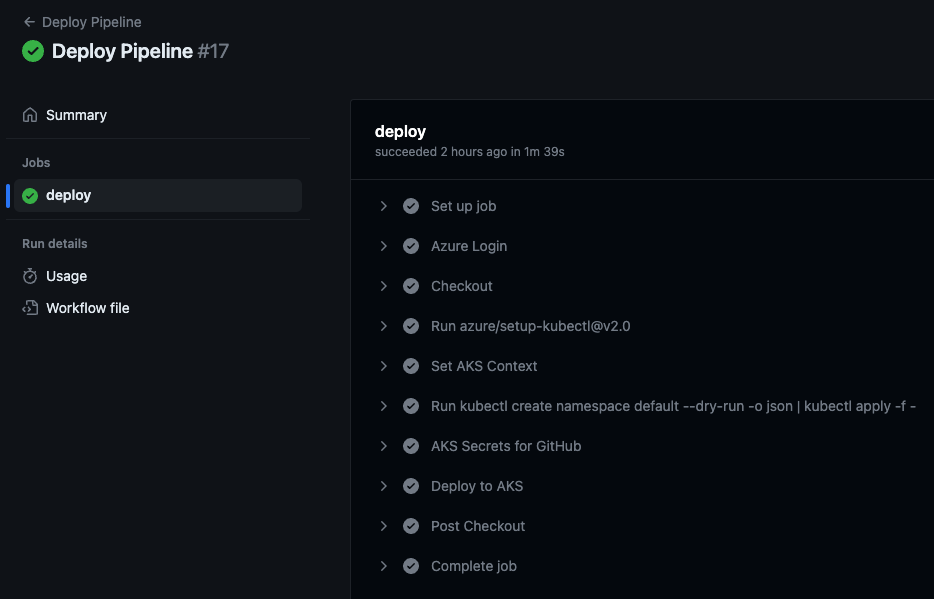 ← Deploy Pipeline
Deploy Pipeline #17
Summary
Jobs
deploy
Run details
Usage
Workflow file
deploy
succeeded 2 hours ago in 1m 39s
Set up job
Azure Login
Checkout
Run azure/setup-kubectl@v2.0
Set AKS Context
Run kubectl create namespace default --dry-run -o json | kubectl apply -f -
AKS Secrets for GitHub
Deploy to AKS
Post Checkout
Complete job